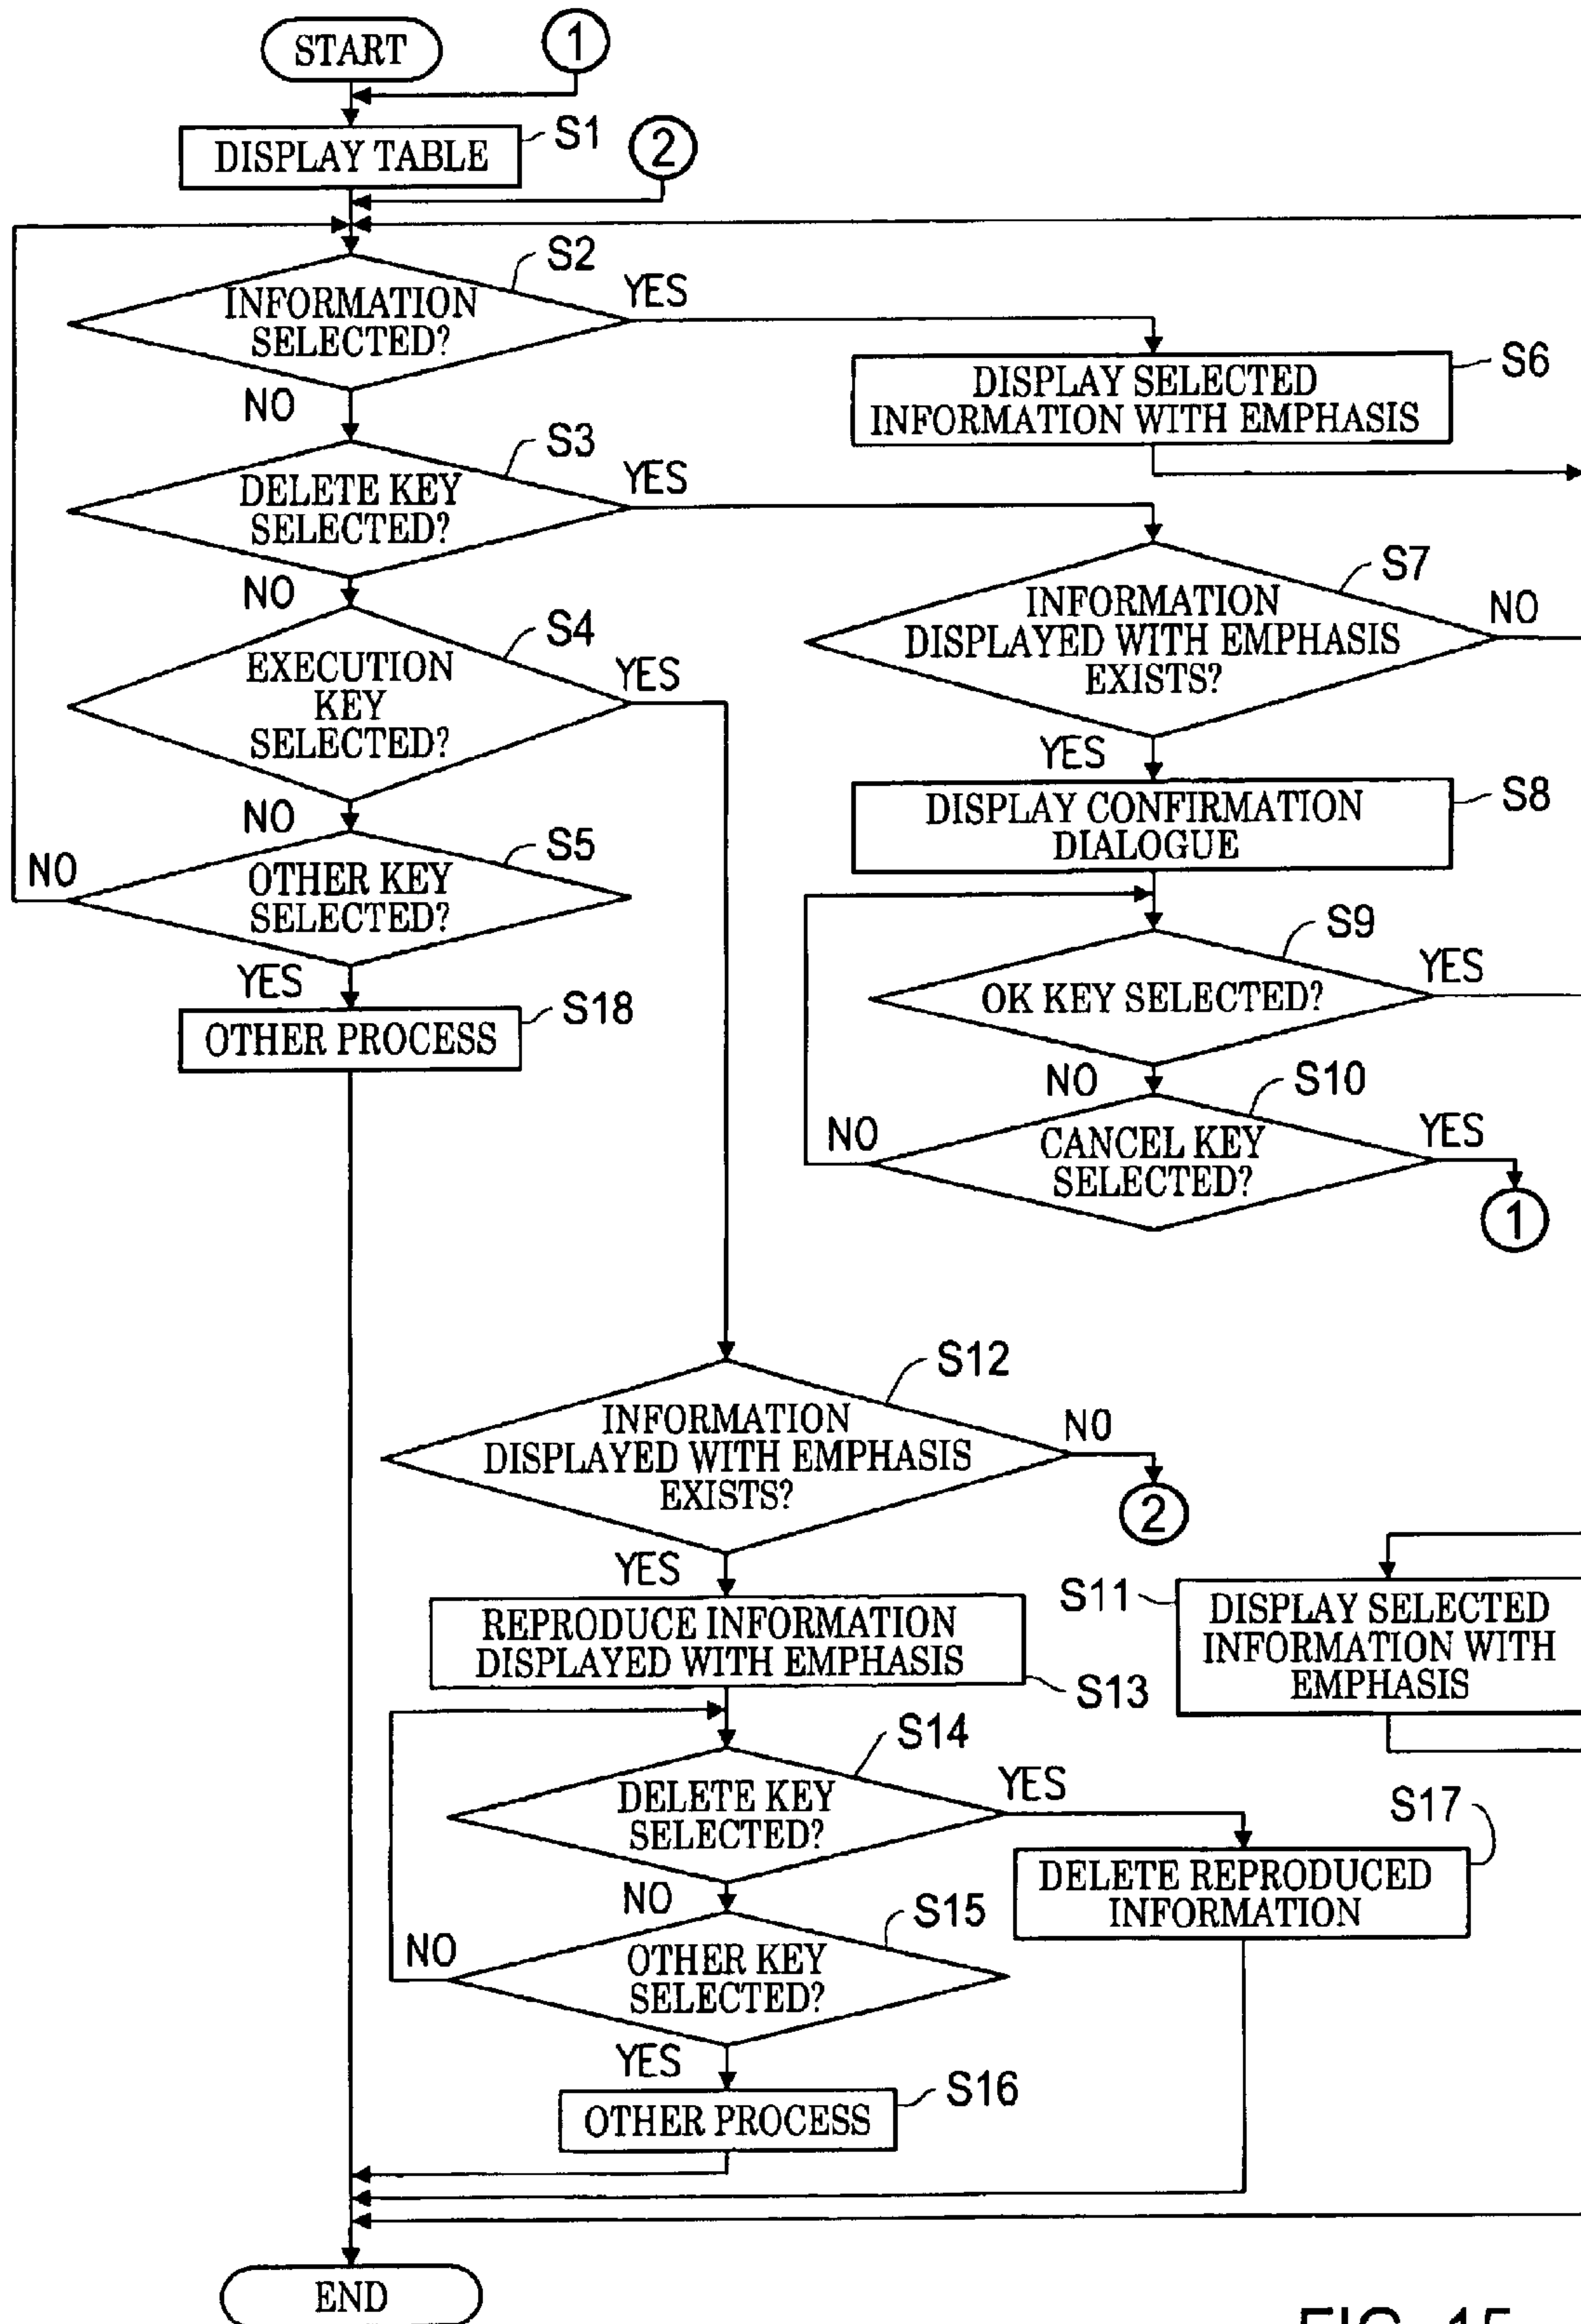 START
1
DISPLAY TABLE
S1
2
S2
INFORMATION
SELECTED?
YES
NO
DISPLAY SELECTED
INFORMATION WITH EMPHASIS
S6
S3
DELETE KEY
SELECTED?
YES
NO
S7
INFORMATION
DISPLAYED WITH EMPHASIS
EXISTS?
NO
YES
S4
EXECUTION
KEY
SELECTED?
YES
NO
DISPLAY CONFIRMATION
DIALOGUE
S8
S5
OTHER KEY
SELECTED?
NO
YES
S9
OK KEY SELECTED?
YES
NO
OTHER PROCESS
S18
S10
CANCEL KEY
SELECTED?
NO
YES
1
S12
INFORMATION
DISPLAYED WITH EMPHASIS
EXISTS?
NO
2
YES
REPRODUCE INFORMATION
DISPLAYED WITH EMPHASIS
S13
S11
DISPLAY SELECTED
INFORMATION WITH
EMPHASIS
S14
DELETE KEY
SELECTED?
YES
NO
S17
DELETE REPRODUCED
INFORMATION
S15
OTHER KEY
SELECTED?
NO
YES
OTHER PROCESS
S16
END
FIG. 15